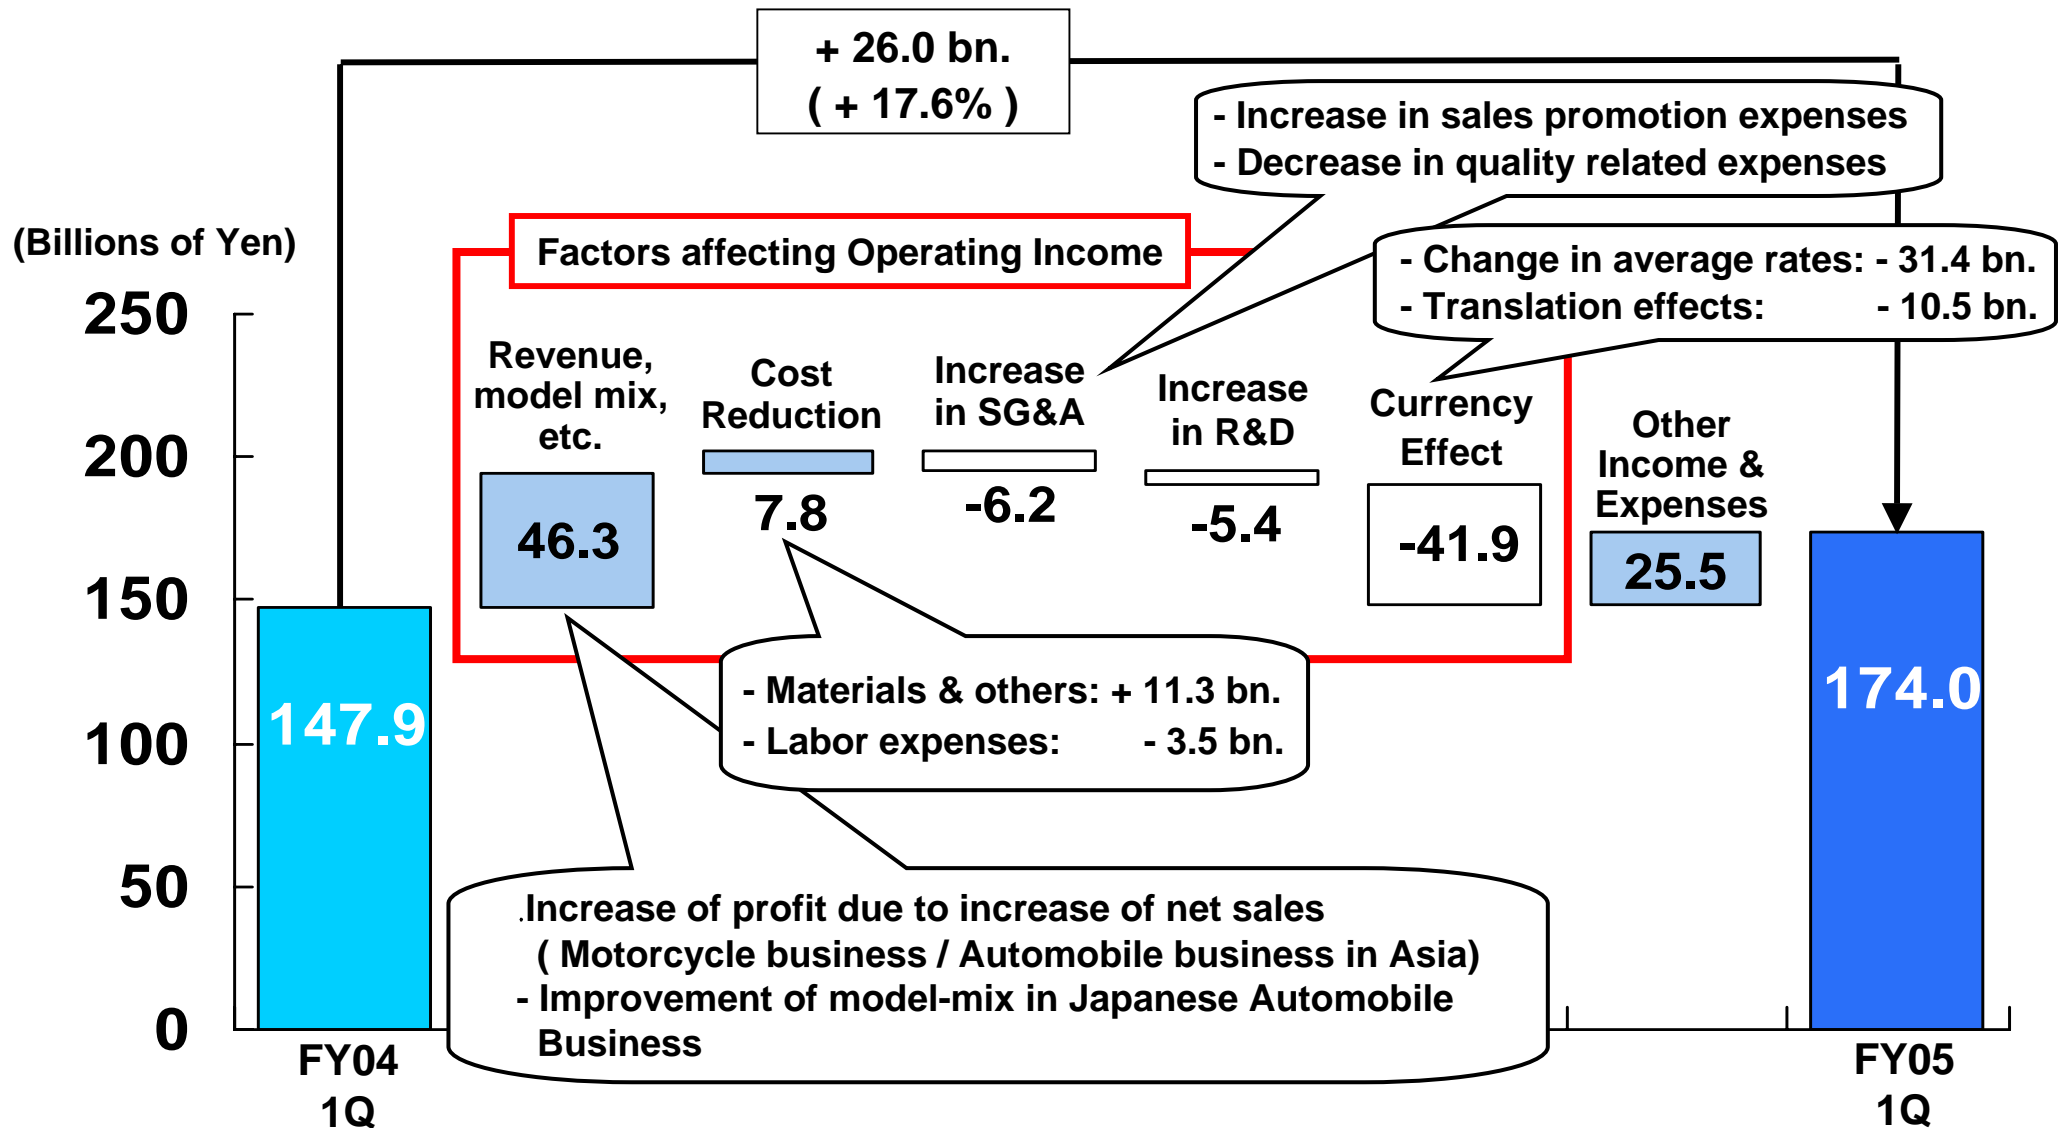 + 26.0 bn.
( + 17.6% )
- Increase in sales promotion expenses
- Decrease in quality related expenses
(Billions of Yen)
Factors affecting Operating Income
- Change in average rates: - 31.4 bn.
- Translation effects: - 10.5 bn.
250
200
150
100
50
0
Revenue,
model mix,
etc.
46.3
Cost
Reduction
7.8
Increase
in SG&A
-6.2
Increase
in R&D
-5.4
Currency
Effect
-41.9
Other
Income &
Expenses
25.5
147.9
174.0
- Materials & others: + 11.3 bn.
- Labor expenses: - 3.5 bn.
.Increase of profit due to increase of net sales
( Motorcycle business / Automobile business in Asia)
- Improvement of model-mix in Japanese Automobile
Business
FY04
1Q
FY05
1Q